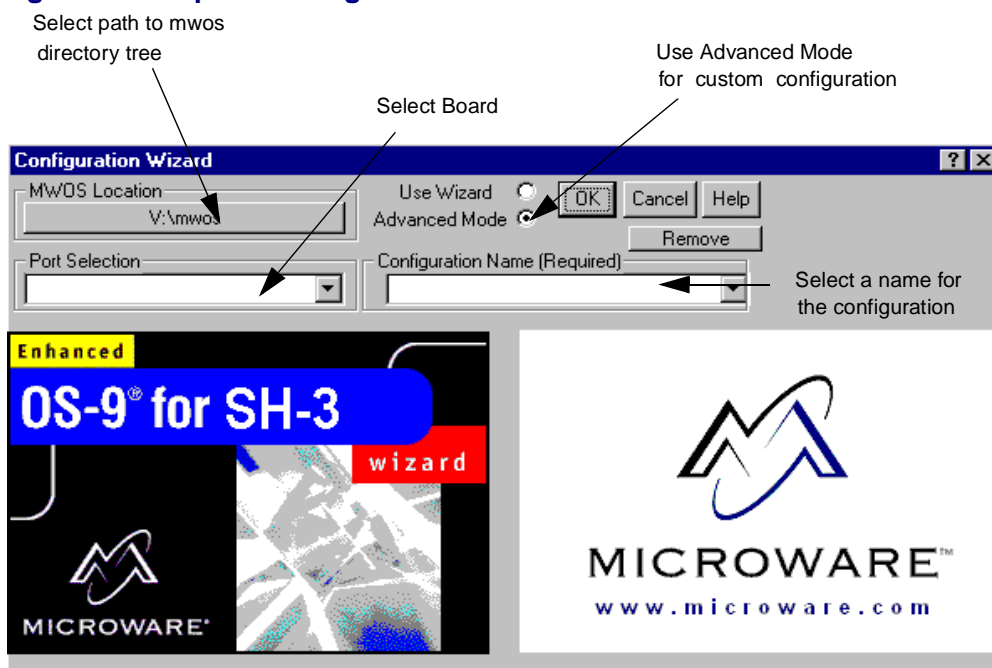 Select path to mwos
directory tree
Use Advanced Mode
for custom configuration
Select Board
Configuration Wizard
MWOS Location
V:\mwos
Use Wizard
Advanced Mode
OK
Cancel
Help
Remove
Port Selection
Configuration Name (Required)
Select a name for
the configuration
Enhanced
OS-9® for SH-3
wizard
MICROWARE
MICROWARE™
www.microware.com